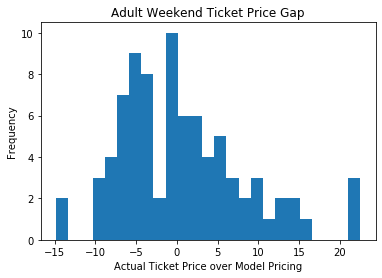 Adult Weekend Ticket Price Gap
10
8
6
4
2
0
Frequency
−15 −10 −5 0 5 10 15 20
Actual Ticket Price over Model Pricing